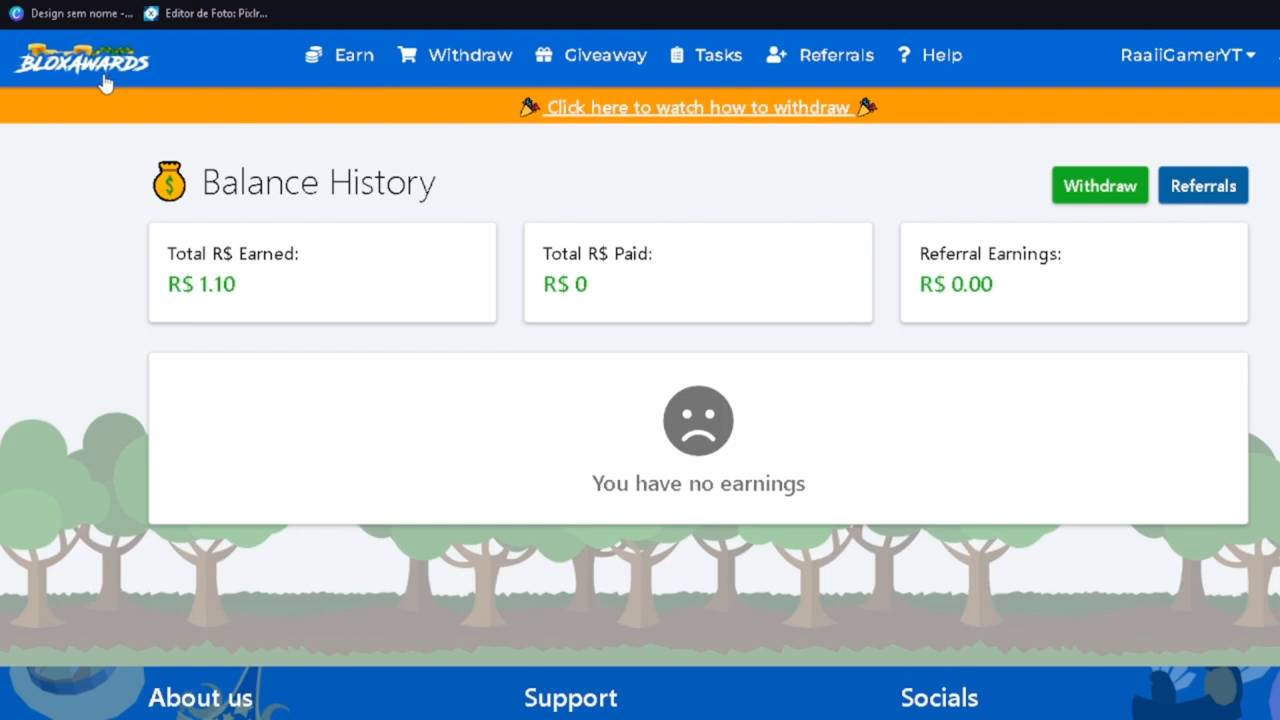 Design sem nome -...
Editor de Foto: Pixlr...
BLOXAWARDS
Earn
Withdraw
Giveaway
Tasks
Referrals
? Help
RaaiiGamerYT
Click here to watch how to withdraw
Balance History
Withdraw
Referrals
Total R$ Earned:
R$ 1.10
Total R$ Paid:
R$ 0
Referral Earnings:
R$ 0.00
You have no earnings
About us
Support
Socials